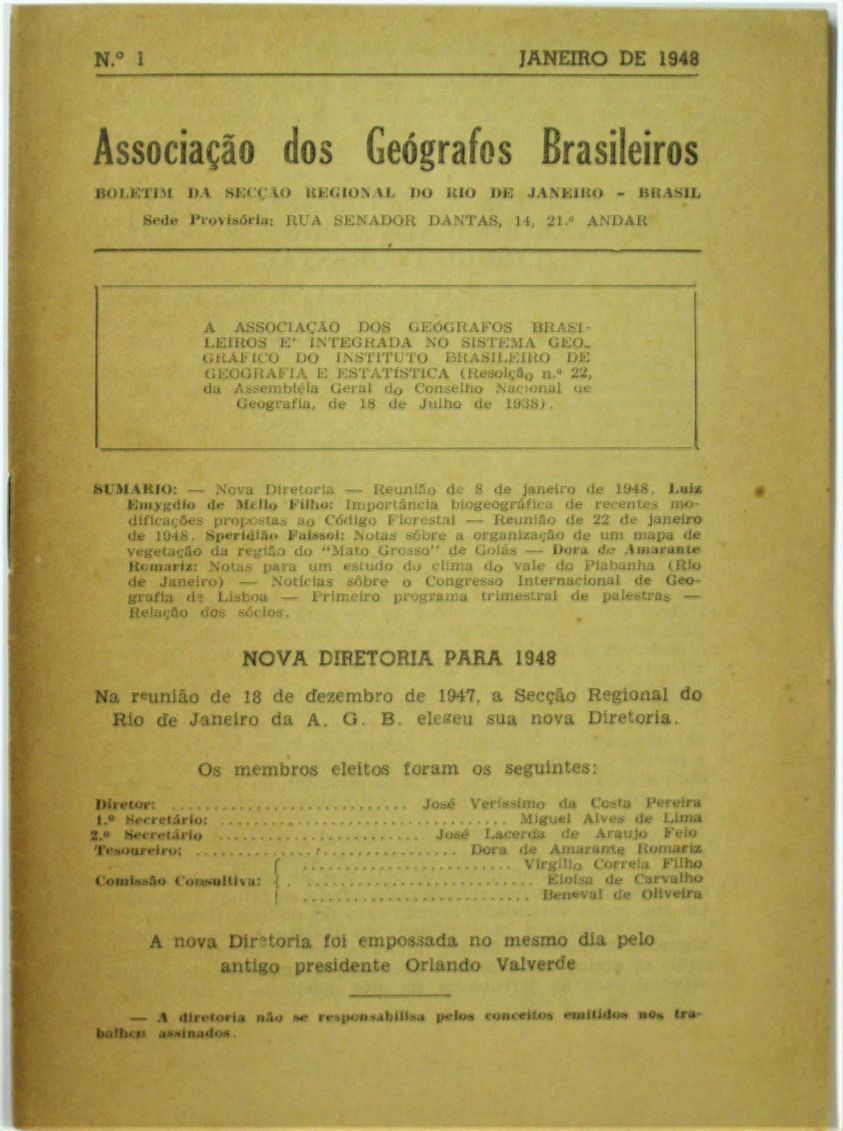 N.º 1 JANEIRO DE 1948
Associação dos Geógrafos Brasileiros
BOLETIM DA SECÇÃO REGIONAL DO RIO DE JANEIRO - BRASIL
Sede Provisória: RUA SENADOR DANTAS, 14, 21.º ANDAR
A ASSOCIAÇÃO DOS GEÓGRAFOS BRASI-
LEIROS E' INTEGRADA NO SISTEMA GEO-
GRÁFICO DO INSTITUTO BRASILEIRO DE
GEOGRAFIA E ESTATÍSTICA (Resolção n.º 22,
da Assembléia Geral do Conselho Nacional de
Geografia, de 18 de Julho de 1938).
SUMÁRIO: — Nova Diretoria — Reunião de 8 de janeiro de 1948. Luiz
Emygdio de Mello Filho: Importância biogeográfica de recentes mo-
dificações propostas ao Código Florestal — Reunião de 22 de janeiro
de 1948. Speridião Faissol: Notas sôbre a organização de um mapa de
vegetação da região do "Mato Grosso" de Goiás — Dora de Amarante
Romariz: Notas para um estudo do clima do vale do Piabanha (Rio
de Janeiro) — Notícias sôbre o Congresso Internacional de Geo-
grafia de Lisboa — Primeiro programa trimestral de palestras —
Relação dos sócios.
NOVA DIRETORIA PARA 1948
Na reunião de 18 de dezembro de 1947, a Secção Regional do
Rio de Janeiro da A. G. B. elegeu sua nova Diretoria.
Os membros eleitos foram os seguintes:
Diretor: .......................... José Veríssimo da Costa Pereira
1.º Secretário: ................................... Miguel Alves de Lima
2.º Secretário ...................... José Lacerda de Araujo Feio
Tesoureiro: ............................ Dora de Amarante Romariz
....................... Virgílio Correia Filho
Comissão Consultiva: { ........................... Eloisa de Carvalho
......................... Beneval de Oliveira
A nova Diretoria foi empossada no mesmo dia pelo
antigo presidente Orlando Valverde
— A diretoria não se responsabilisa pelos conceitos emitidos nos tra-
balhos assinados.